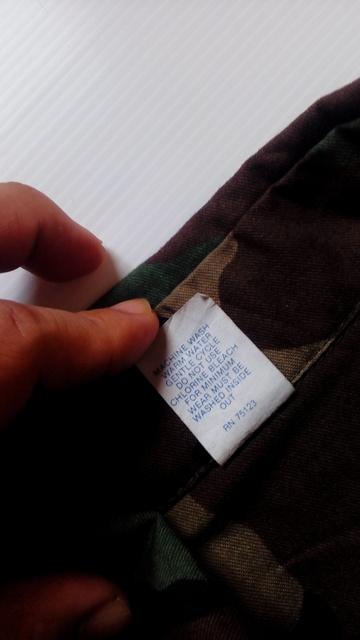 MACHINE WASH
WARM WATER
GENTLE CYCLE
DO NOT USE
CHLORINE BLEACH
FOR MINIMUM
WEAR MUST BE
WASHED INSIDE
OUT
RN 75123